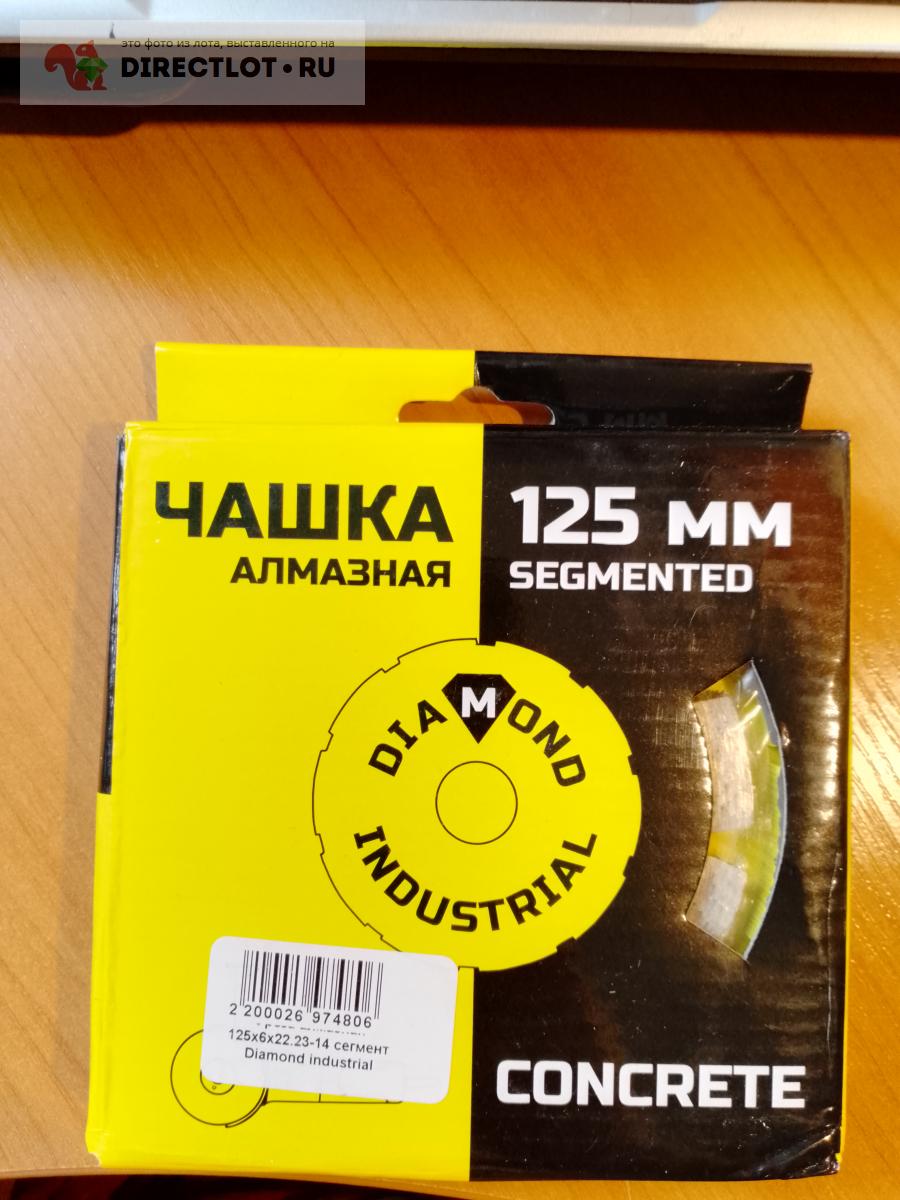 это фото из лота, выставленного на
DIRECTLOT.RU
ЧАШКА
АЛМАЗНАЯ
125 мм
SEGMENTED
DIAMOND
INDUSTRIAL
2 200026 974806
125x6x22.23-14 сегмент
Diamond industrial
CONCRETE